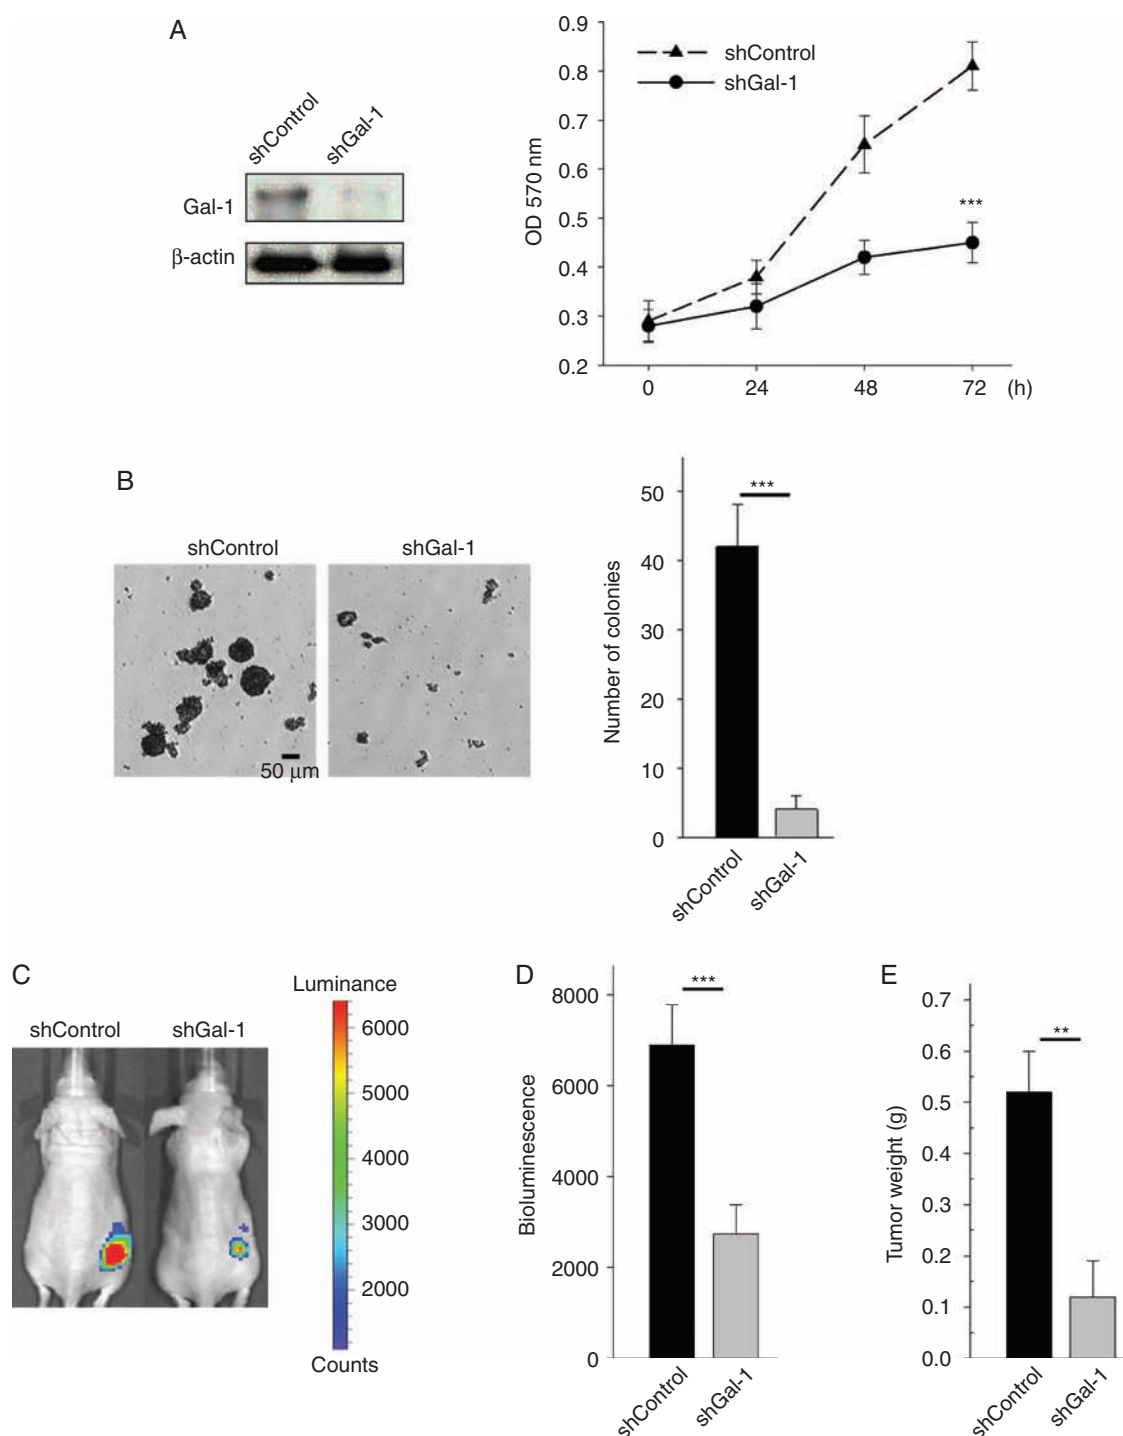 A
shControl
shGal-1
Gal-1
β-actin
0.9
0.8
0.7
0.6
0.5
0.4
0.3
0.2
OD 570 nm
shControl
shGal-1
***
0 24 48 72 (h)
B
shControl shGal-1
50 μm
50
40
30
20
10
0
Number of colonies
***
shControl
shGal-1
C
shControl shGal-1
Luminance
6000
5000
4000
3000
2000
Counts
D
8000
6000
4000
2000
0
Bioluminescence
***
shControl
shGal-1
E
0.7
0.6
0.5
0.4
0.3
0.2
0.1
0.0
Tumor weight (g)
**
shControl
shGal-1